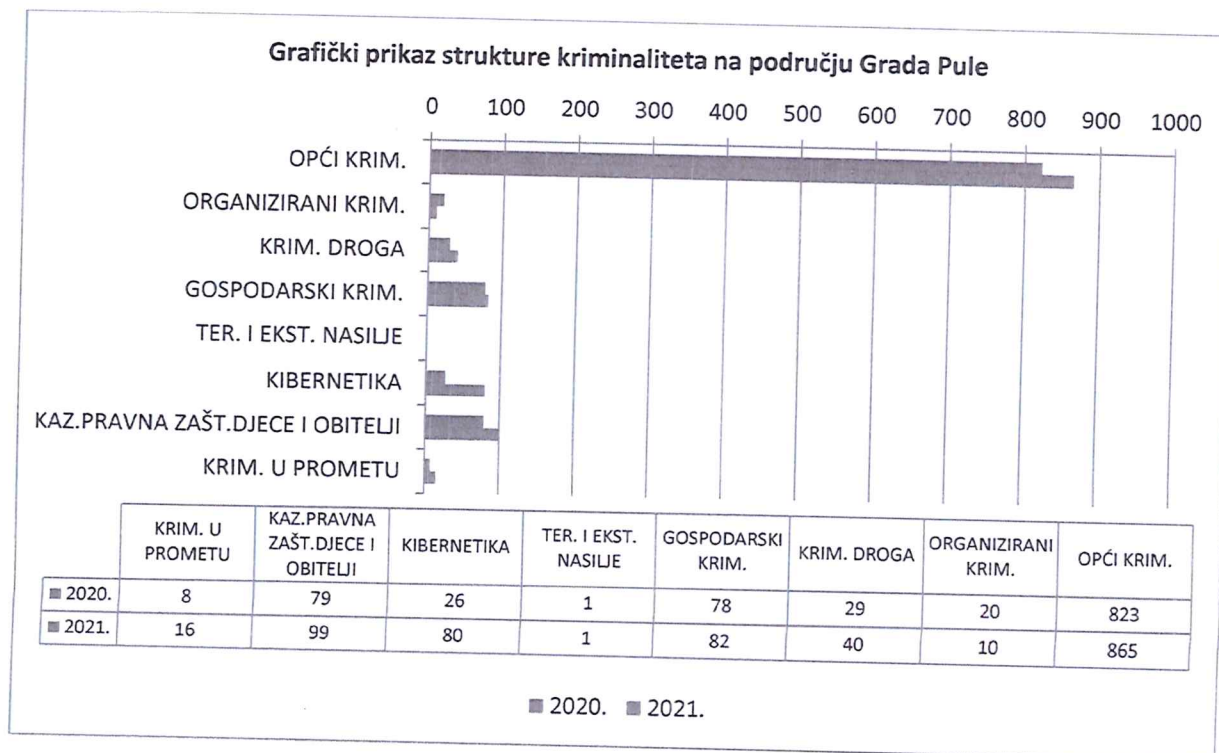 Grafički prikaz strukture kriminaliteta na području Grada Pule
0 100 200 300 400 500 600 700 800 900 1000
OPĆI KRIM.
ORGANIZIRANI KRIM.
KRIM. DROGA
GOSPODARSKI KRIM.
TER. I EKST. NASILJE
KIBERNETIKA
KAZ.PRAVNA ZAŠT.DJECE I OBITELJI
KRIM. U PROMETU
KRIM. U PROMETU KAZ.PRAVNA ZAŠT.DJECE I OBITELJI KIBERNETIKA TER. I EKST. NASILJE GOSPODARSKI KRIM. KRIM. DROGA ORGANIZIRANI KRIM. OPĆI KRIM.
2020. 8 79 26 1 78 29 20 823
2021. 16 99 80 1 82 40 10 865
2020. 2021.